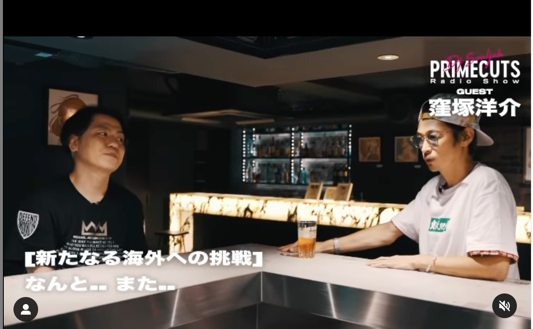 PRIMECUTS
Radio Show
GUEST
窪塚洋介
[新たなる海外への挑戦]
なんと.. また..